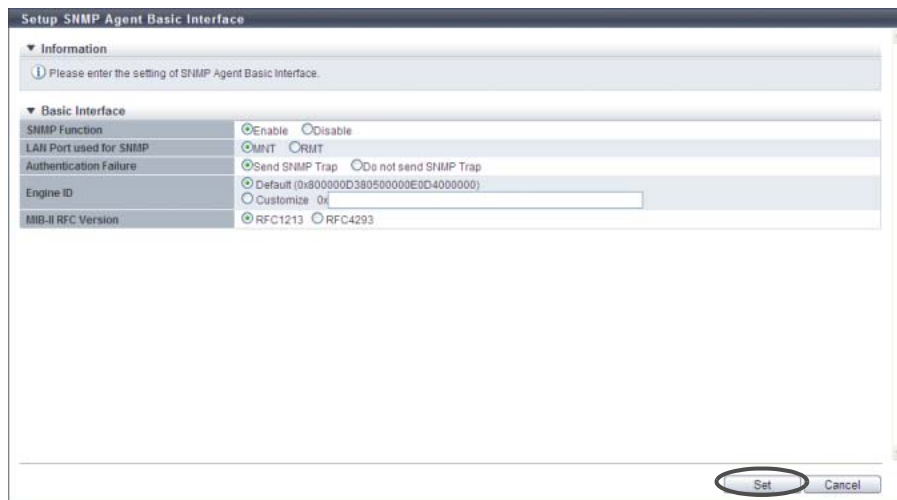 Setup SNMP Agent Basic Interface
Information
Please enter the setting of SNMP Agent Basic Interface.
Basic Interface
SNMP Function Enable Disable
LAN Port used for SNMP MNT RMT
Authentication Failure Send SNMP Trap Do not send SNMP Trap
Engine ID Default (0x800000D380500000E0D4000000)
Customize 0x
MIB-II RFC Version RFC1213 RFC4293
Set Cancel